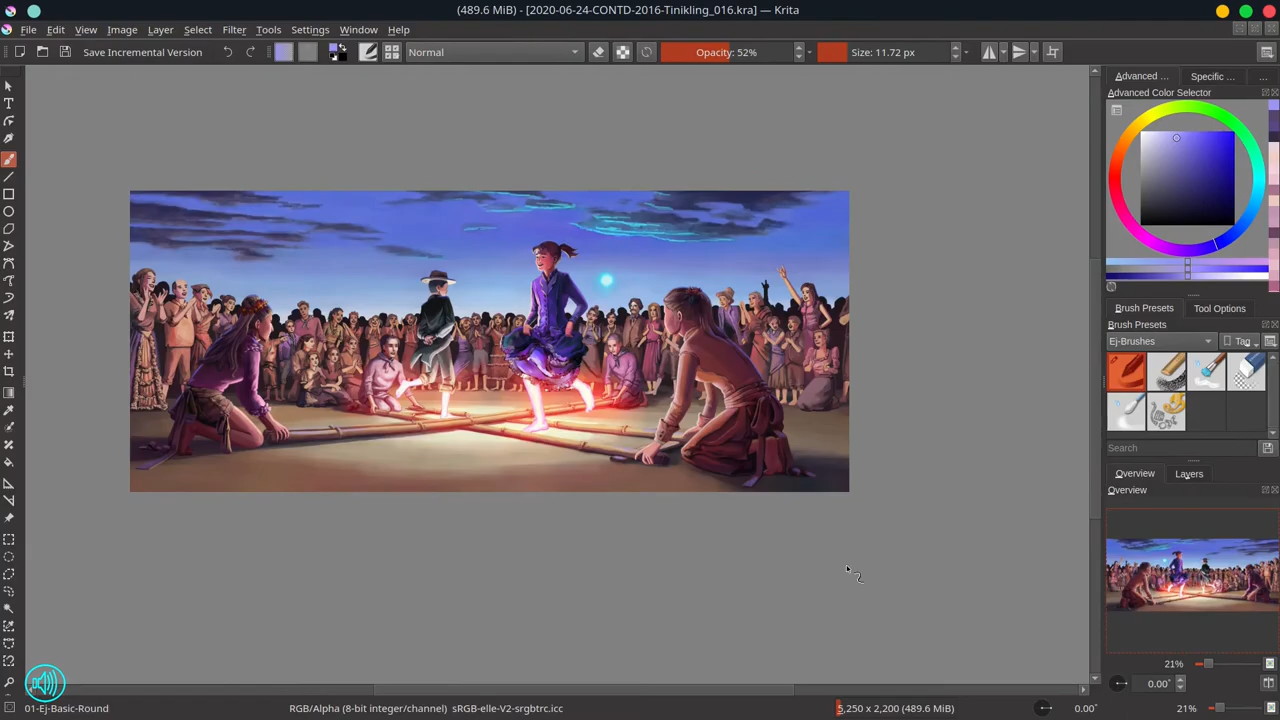 (489.6 MiB) - [2020-06-24-CONTD-2016-Tinikling_016.kra] — Krita
File Edit View Image Layer Select Filter Tools Settings Window Help
Save Incremental Version Normal Opacity: 52% Size: 11.72 px
Advanced ... Specific ... ...
Advanced Color Selector
Brush Presets Tool Options
Brush Presets
Ej-Brushes Tag
Search
Overview Layers
Overview
21%
0.00°
01-Ej-Basic-Round RGB/Alpha (8-bit integer/channel) sRGB-elle-V2-srgbtrc.icc 5,250 x 2,200 (489.6 MiB) 0.00° 21%